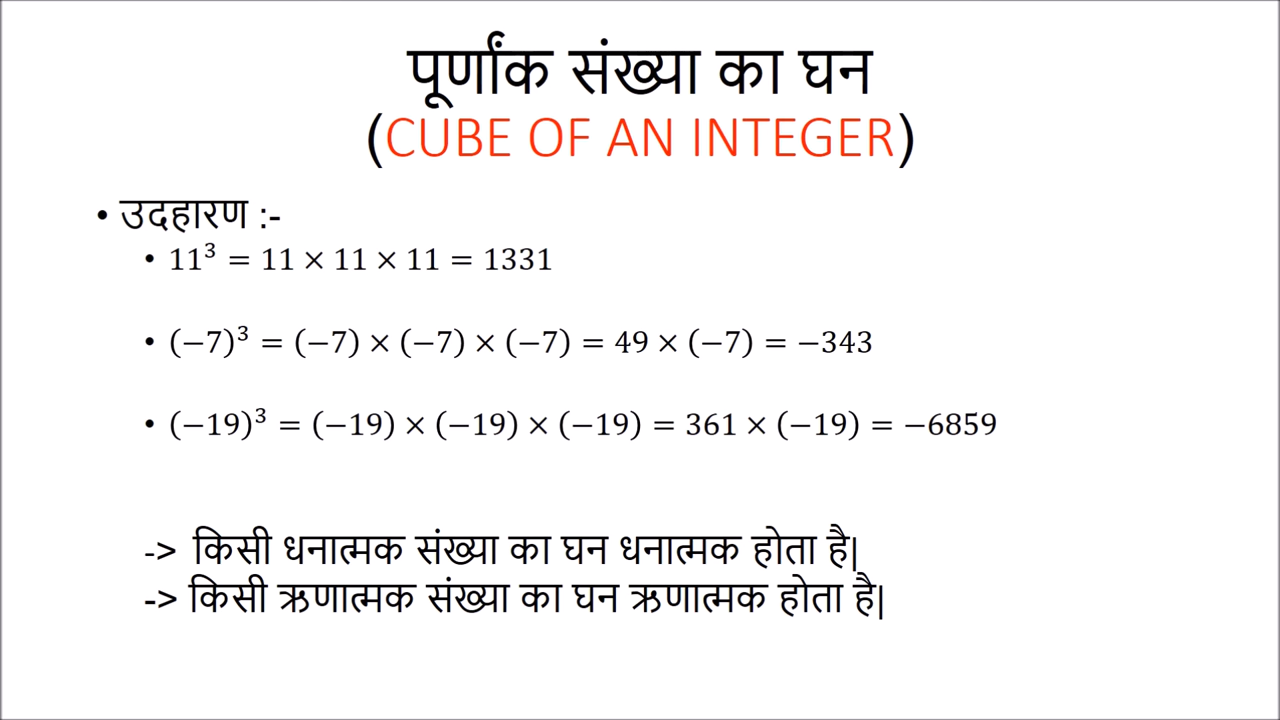 पूर्णांक संख्या का घन
(CUBE OF AN INTEGER)
• उदहारण :-
• 11³ = 11 × 11 × 11 = 1331
• (−7)³ = (−7) × (−7) × (−7) = 49 × (−7) = −343
• (−19)³ = (−19) × (−19) × (−19) = 361 × (−19) = −6859
-> किसी धनात्मक संख्या का घन धनात्मक होता है|
-> किसी ऋणात्मक संख्या का घन ऋणात्मक होता है|